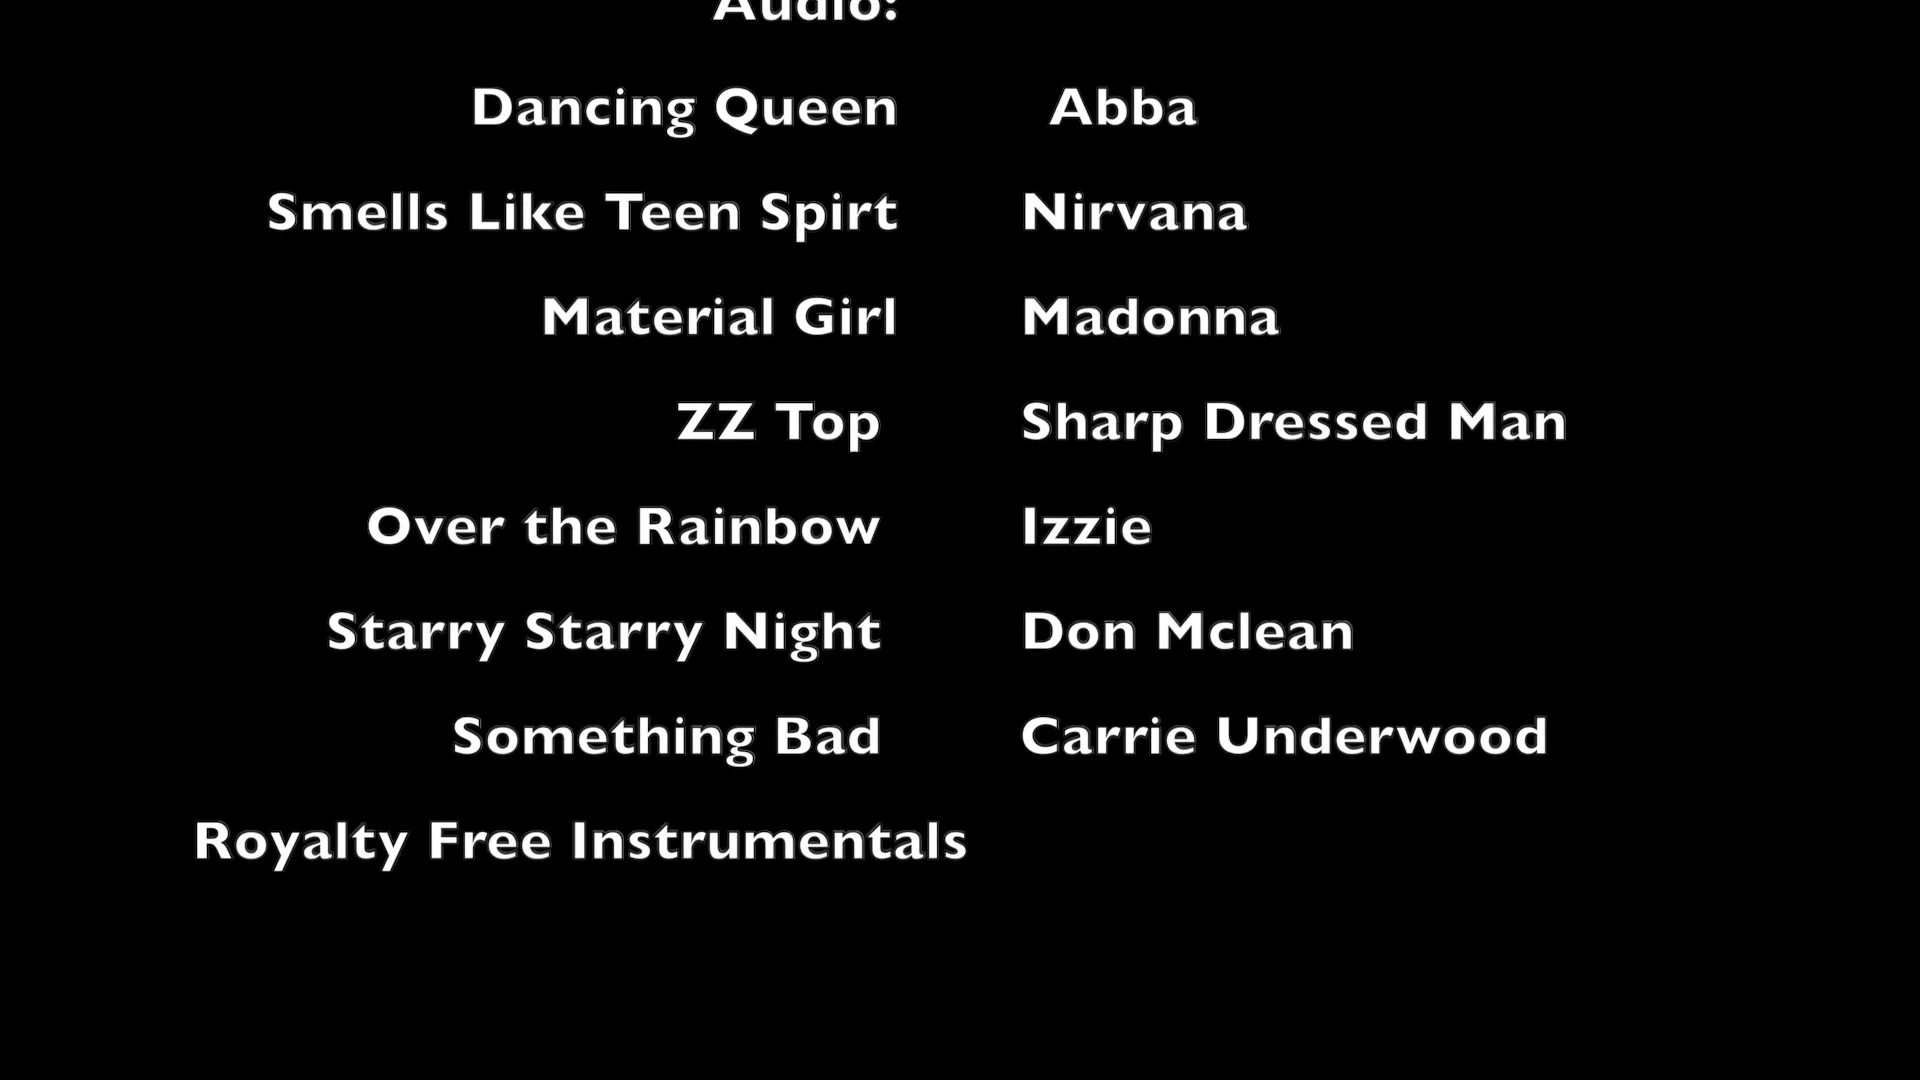 Audio:
Dancing Queen Abba
Smells Like Teen Spirt Nirvana
Material Girl Madonna
ZZ Top Sharp Dressed Man
Over the Rainbow Izzie
Starry Starry Night Don Mclean
Something Bad Carrie Underwood
Royalty Free Instrumentals